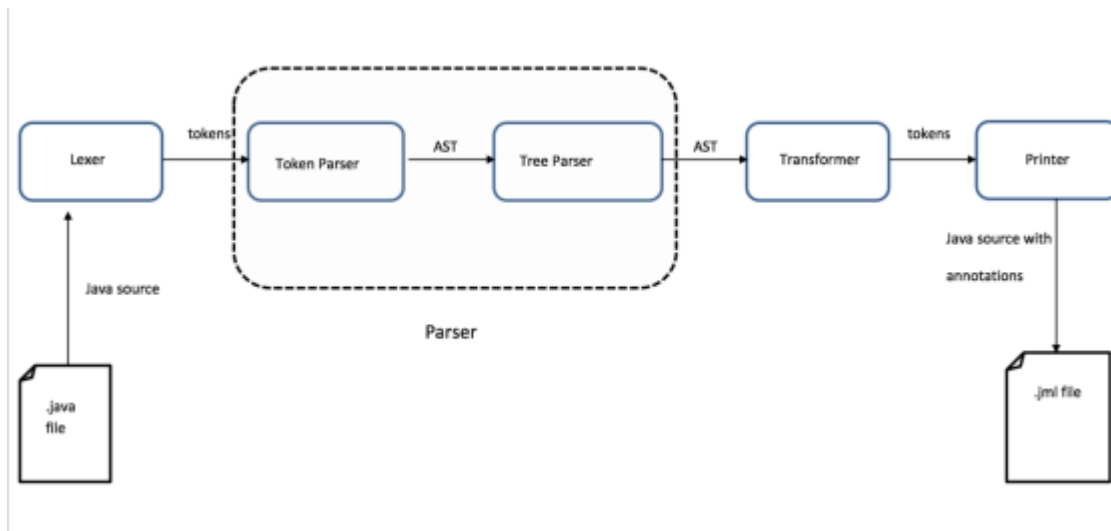 tokens
AST
AST
tokens
Lexer
Token Parser
Tree Parser
Transformer
Printer
Java source with
annotations
Java source
Parser
.java
file
.jml file